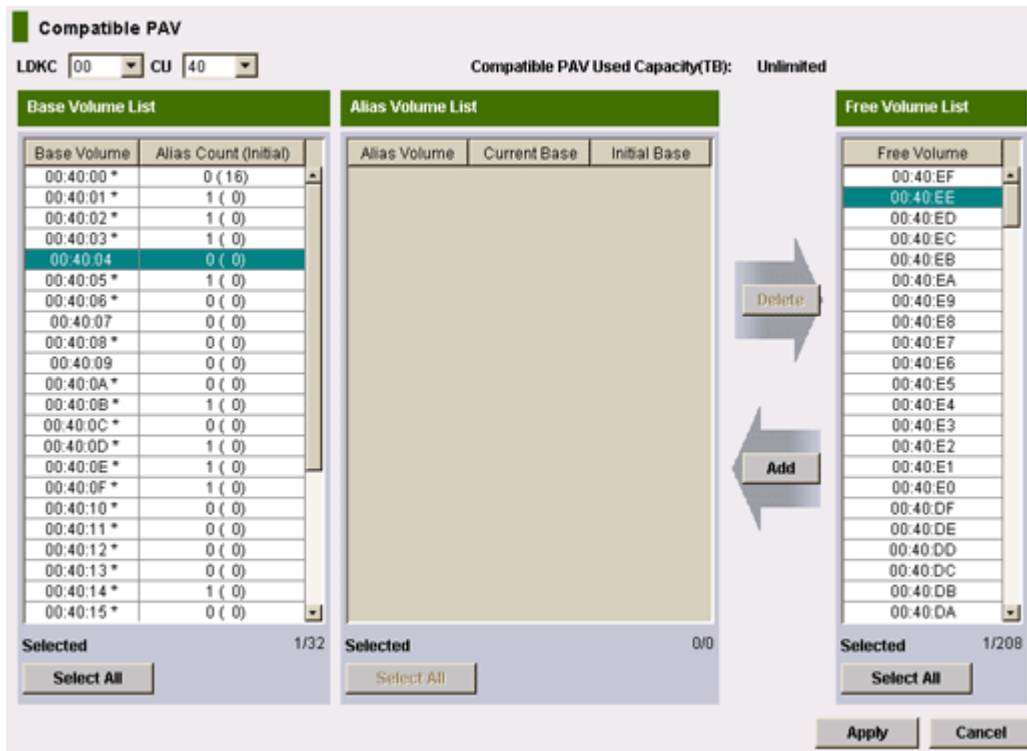 Compatible PAV
LDKC 00 CU 40 Compatible PAV Used Capacity(TB): Unlimited
Base Volume List
Base Volume Alias Count (Initial)
00:40:00 * 0 ( 16)
00:40:01 * 1 ( 0)
00:40:02 * 1 ( 0)
00:40:03 * 1 ( 0)
00:40:04 0 ( 0)
00:40:05 * 1 ( 0)
00:40:06 * 0 ( 0)
00:40:07 0 ( 0)
00:40:08 * 0 ( 0)
00:40:09 0 ( 0)
00:40:0A * 0 ( 0)
00:40:0B * 1 ( 0)
00:40:0C * 0 ( 0)
00:40:0D * 1 ( 0)
00:40:0E * 1 ( 0)
00:40:0F * 1 ( 0)
00:40:10 * 0 ( 0)
00:40:11 * 0 ( 0)
00:40:12 * 0 ( 0)
00:40:13 * 0 ( 0)
00:40:14 * 1 ( 0)
00:40:15 * 0 ( 0)
Selected 1/32
Select All
Alias Volume List
Alias Volume Current Base Initial Base
Selected 0/0
Select All
Delete
Add
Free Volume List
Free Volume
00:40:EF
00:40:EE
00:40:ED
00:40:EC
00:40:EB
00:40:EA
00:40:E9
00:40:E8
00:40:E7
00:40:E6
00:40:E5
00:40:E4
00:40:E3
00:40:E2
00:40:E1
00:40:E0
00:40:DF
00:40:DE
00:40:DD
00:40:DC
00:40:DB
00:40:DA
Selected 1/208
Select All
Apply Cancel